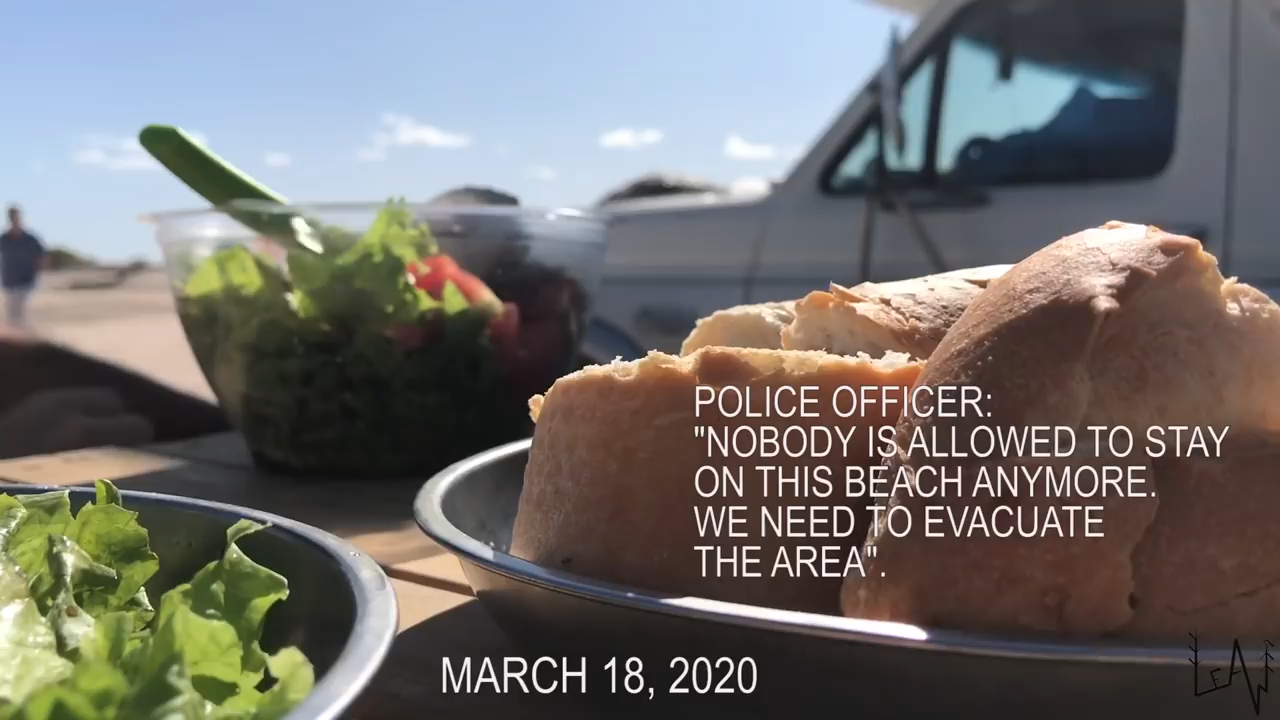 POLICE OFFICER:
"NOBODY IS ALLOWED TO STAY
ON THIS BEACH ANYMORE.
WE NEED TO EVACUATE
THE AREA".
MARCH 18, 2020